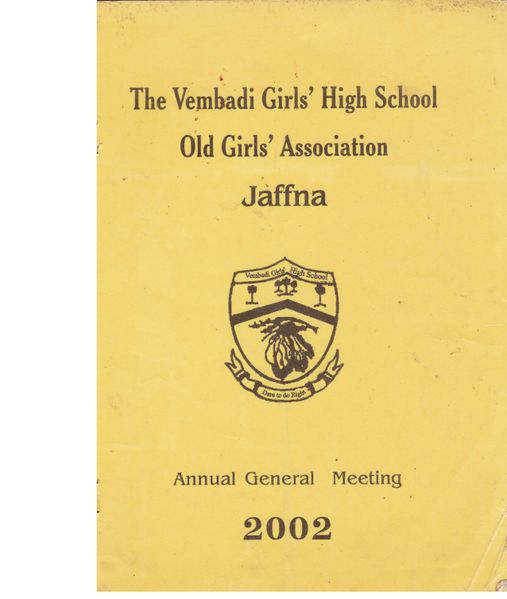 The Vembadi Girls' High School
Old Girls' Association
Jaffna
Vembadi Girls' High School
Dare to do Right
Annual General Meeting
2002